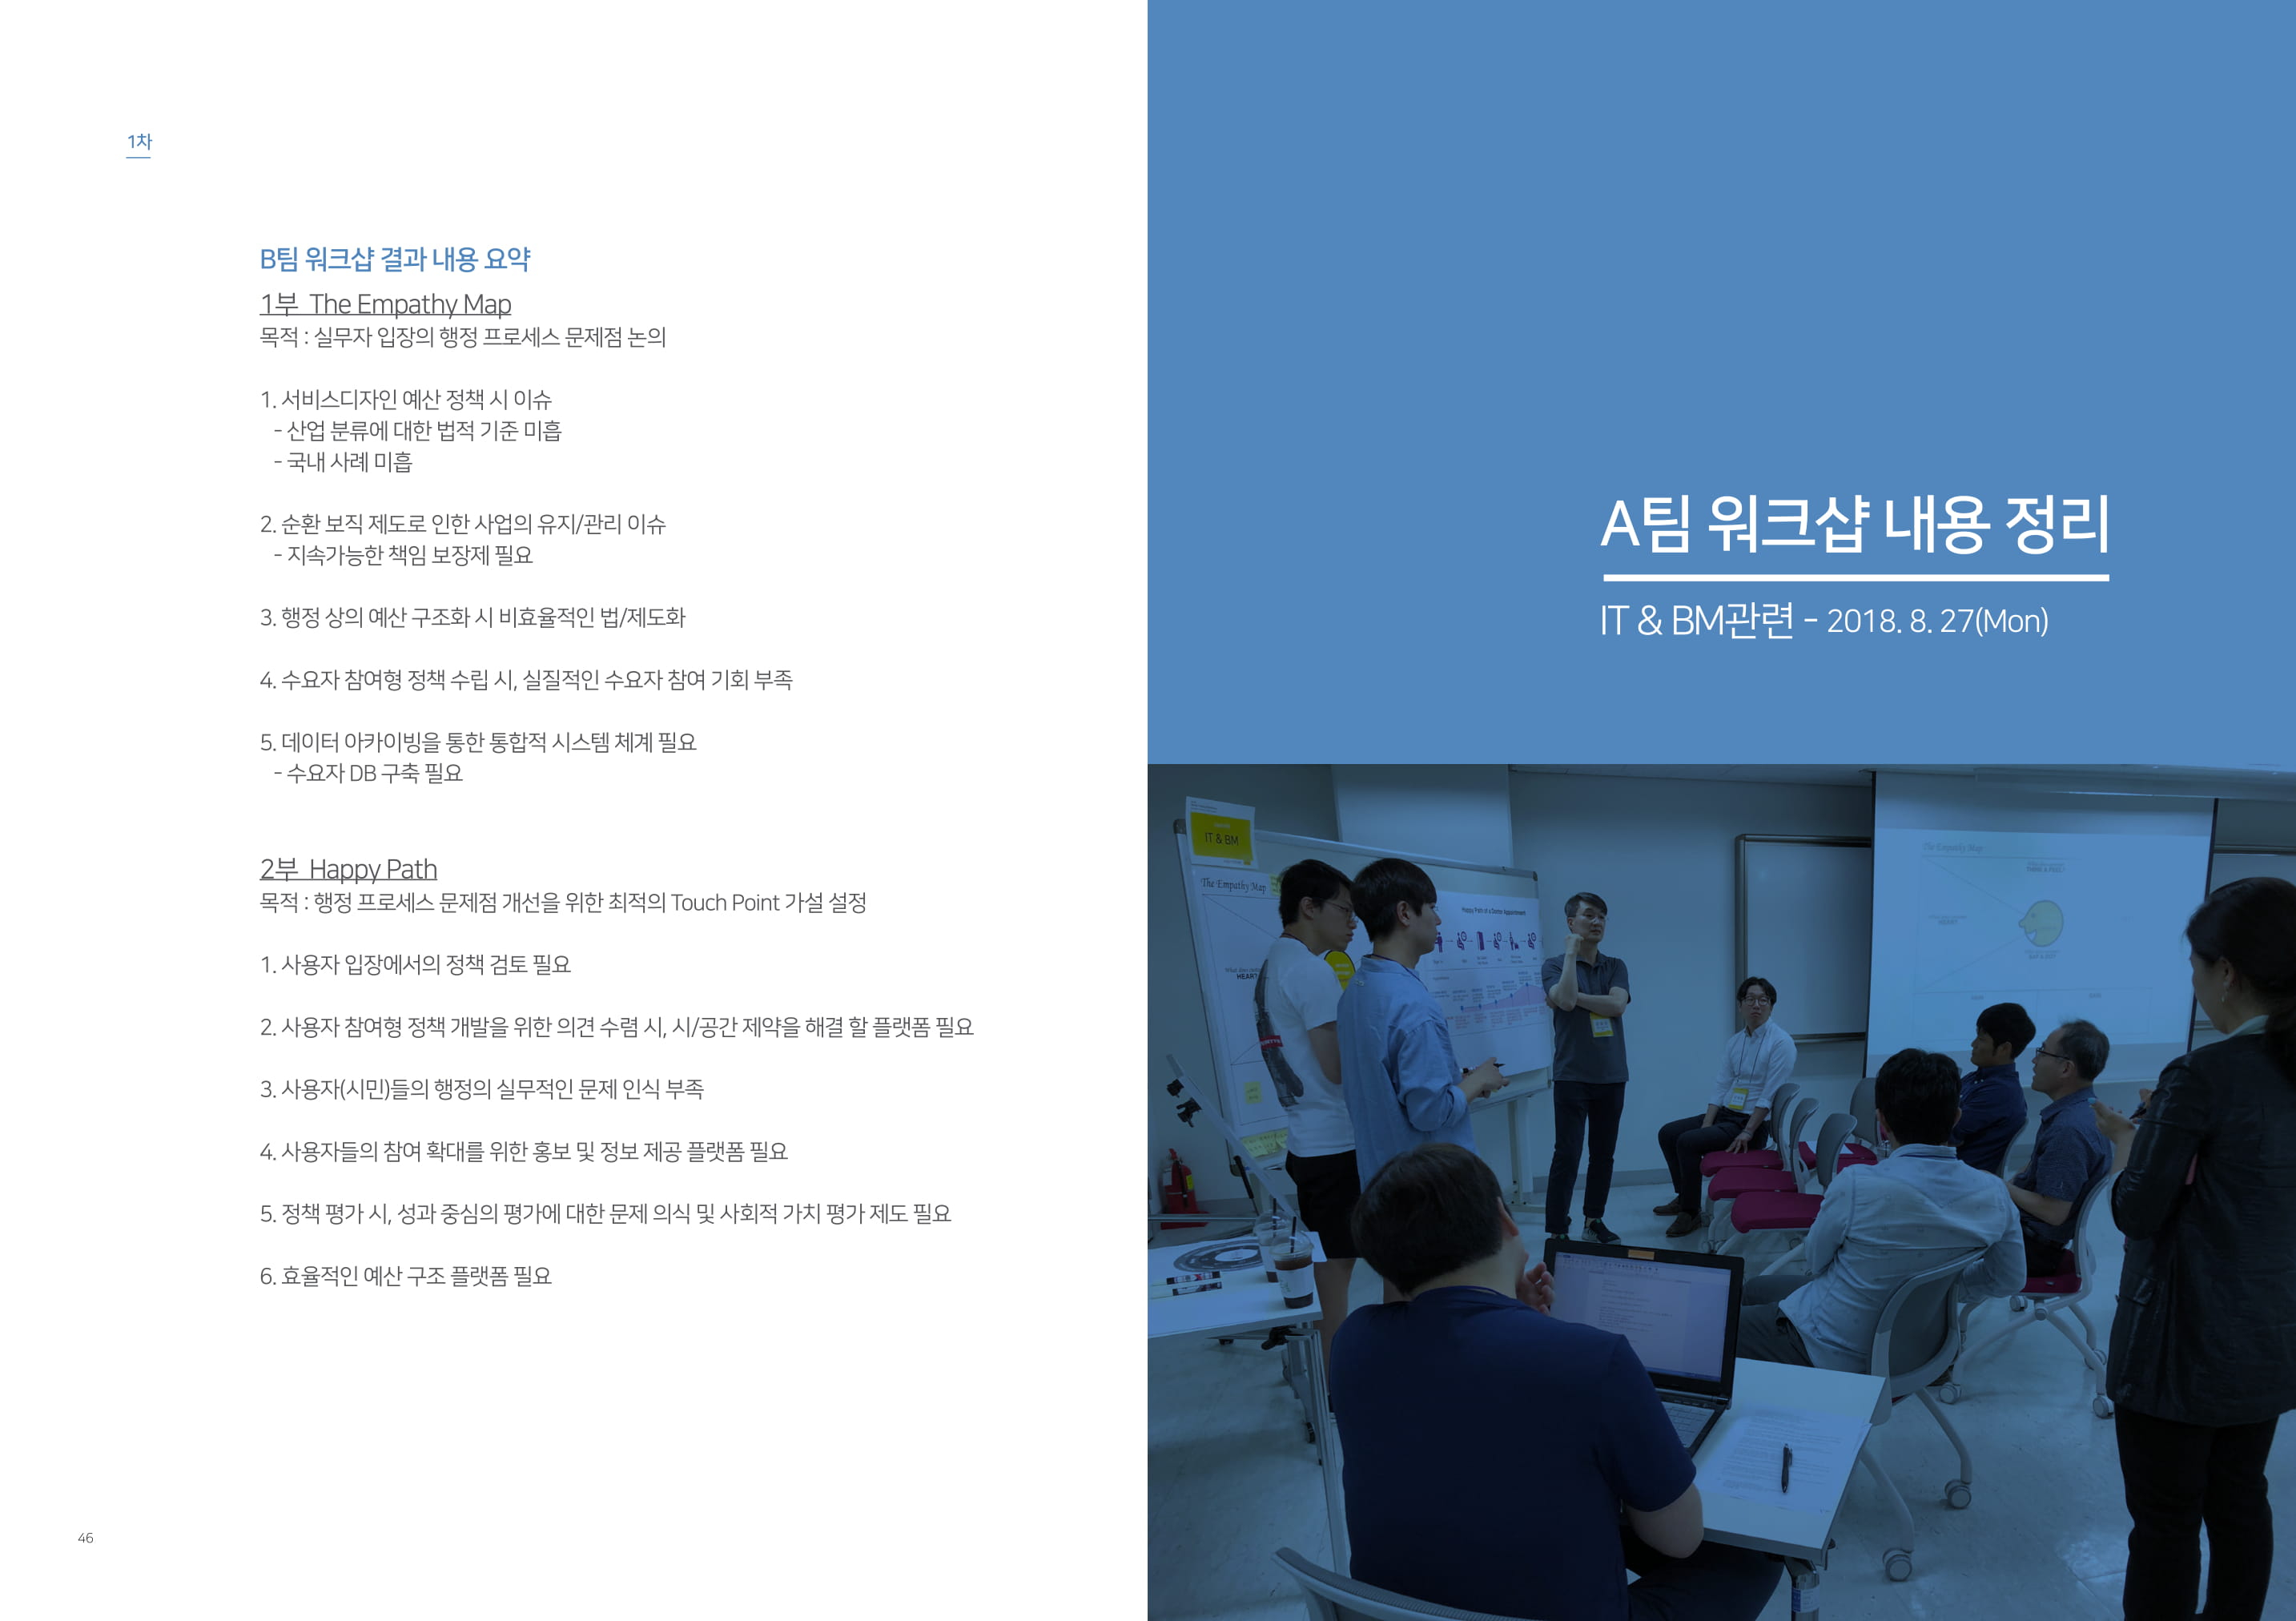 1차
B팀 워크샵 결과 내용 요약
1부 The Empathy Map
목적 : 실무자 입장의 행정 프로세스 문제점 논의
1. 서비스디자인 예산 정책 시 이슈
- 산업 분류에 대한 법적 기준 미흡
- 국내 사례 미흡
2. 순환 보직 제도로 인한 사업의 유지/관리 이슈
- 지속가능한 책임 보장제 필요
3. 행정 상의 예산 구조화 시 비효율적인 법/제도화
4. 수요자 참여형 정책 수립 시, 실질적인 수요자 참여 기회 부족
5. 데이터 아카이빙을 통한 통합적 시스템 체계 필요
- 수요자 DB 구축 필요
2부 Happy Path
목적 : 행정 프로세스 문제점 개선을 위한 최적의 Touch Point 가설 설정
1. 사용자 입장에서의 정책 검토 필요
2. 사용자 참여형 정책 개발을 위한 의견 수렴 시, 시/공간 제약을 해결 할 플랫폼 필요
3. 사용자(시민)들의 행정의 실무적인 문제 인식 부족
4. 사용자들의 참여 확대를 위한 홍보 및 정보 제공 플랫폼 필요
5. 정책 평가 시, 성과 중심의 평가에 대한 문제 의식 및 사회적 가치 평가 제도 필요
6. 효율적인 예산 구조 플랫폼 필요
46
A팀 워크샵 내용 정리
IT & BM관련 - 2018. 8. 27(Mon)
IT & BM
The Empathy Map
HEAR?
Happy Path of a Doctor Appointment
The Empathy Map